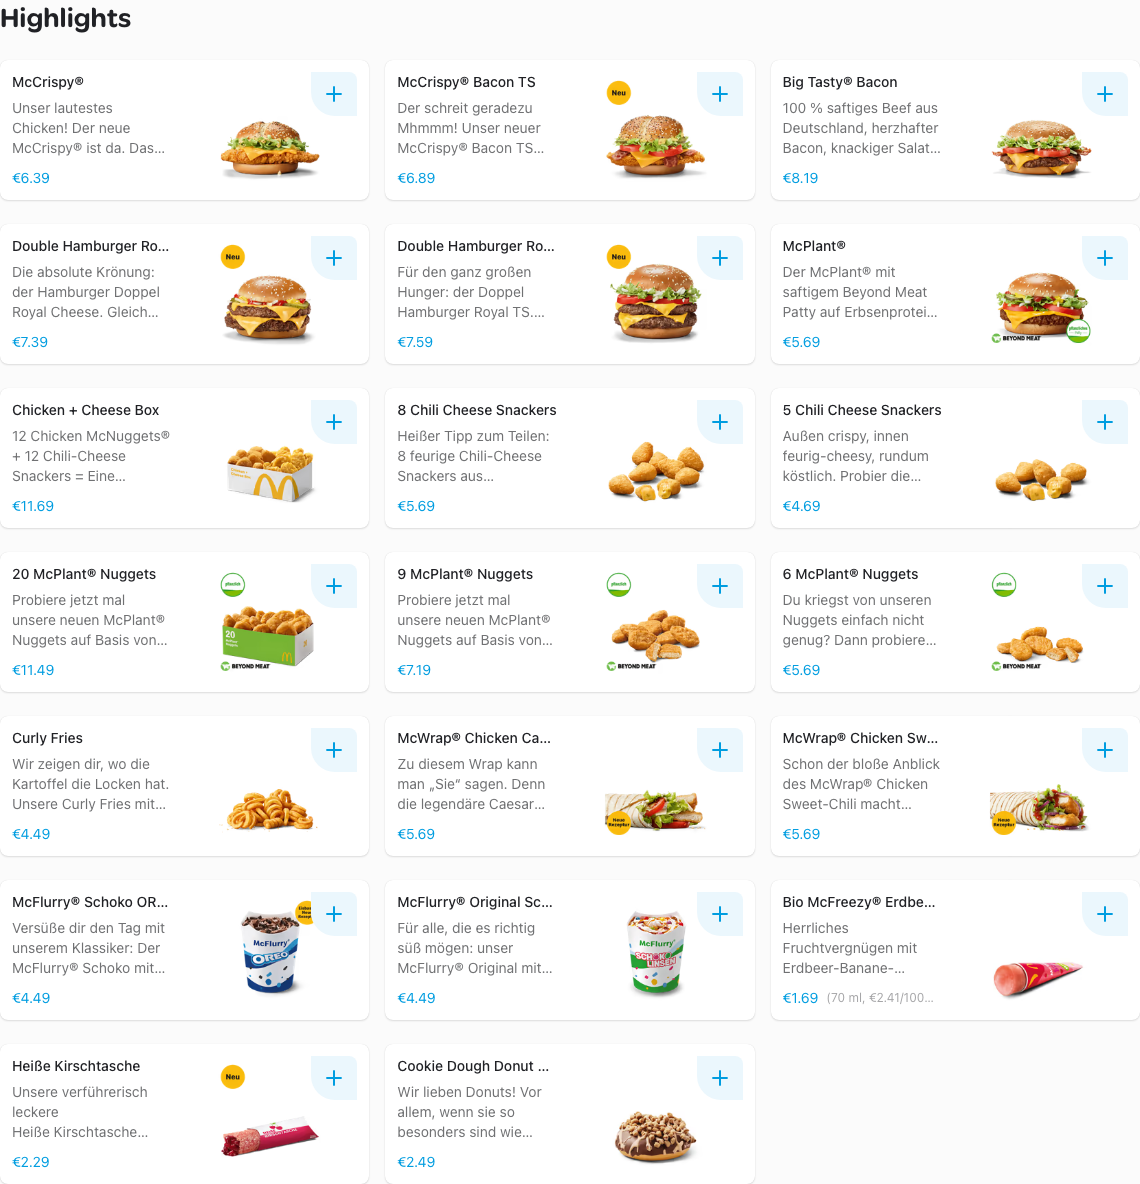 Highlights
McCrispy®
Unser lautestes
Chicken! Der neue
McCrispy® ist da. Das...
€6.39
McCrispy® Bacon TS
Der schreit geradezu
Mhmmm! Unser neuer
McCrispy® Bacon TS...
€6.89
Neu
Big Tasty® Bacon
100 % saftiges Beef aus
Deutschland, herzhafter
Bacon, knackiger Salat...
€8.19
Double Hamburger Ro...
Die absolute Krönung:
der Hamburger Doppel
Royal Cheese. Gleich...
€7.39
Neu
Double Hamburger Ro...
Für den ganz großen
Hunger: der Doppel
Hamburger Royal TS....
€7.59
Neu
McPlant®
Der McPlant® mit
saftigem Beyond Meat
Patty auf Erbsenprotei...
€5.69
BEYOND MEAT
Chicken + Cheese Box
12 Chicken McNuggets®
+ 12 Chili-Cheese
Snackers = Eine...
€11.69
8 Chili Cheese Snackers
Heißer Tipp zum Teilen:
8 feurige Chili-Cheese
Snackers aus...
€5.69
5 Chili Cheese Snackers
Außen crispy, innen
feurig-cheesy, rundum
köstlich. Probier die...
€4.69
20 McPlant® Nuggets
Probiere jetzt mal
unsere neuen McPlant®
Nuggets auf Basis von...
€11.49
pflanzlich
20
BEYOND MEAT
9 McPlant® Nuggets
Probiere jetzt mal
unsere neuen McPlant®
Nuggets auf Basis von...
€7.19
pflanzlich
BEYOND MEAT
6 McPlant® Nuggets
Du kriegst von unseren
Nuggets einfach nicht
genug? Dann probiere...
€5.69
pflanzlich
BEYOND MEAT
Curly Fries
Wir zeigen dir, wo die
Kartoffel die Locken hat.
Unsere Curly Fries mit...
€4.49
McWrap® Chicken Ca...
Zu diesem Wrap kann
man „Sie“ sagen. Denn
die legendäre Caesar...
€5.69
Neue
Rezeptur
McWrap® Chicken Sw...
Schon der bloße Anblick
des McWrap® Chicken
Sweet-Chili macht...
€5.69
Neue
Rezeptur
McFlurry® Schoko OR...
Versüße dir den Tag mit
unserem Klassiker: Der
McFlurry® Schoko mit...
€4.49
McFlurry®
OREO
McFlurry® Original Sc...
Für alle, die es richtig
süß mögen: unser
McFlurry® Original mit...
€4.49
McFlurry®
SCHOKO
LINSEN
Bio McFreezy® Erdbe...
Herrliches
Fruchtvergnügen mit
Erdbeer-Banane-...
€1.69 (70 ml, €2.41/100...
Heiße Kirschtasche
Unsere verführerisch
leckere
Heiße Kirschtasche...
€2.29
Neu
Cookie Dough Donut ...
Wir lieben Donuts! Vor
allem, wenn sie so
besonders sind wie...
€2.49